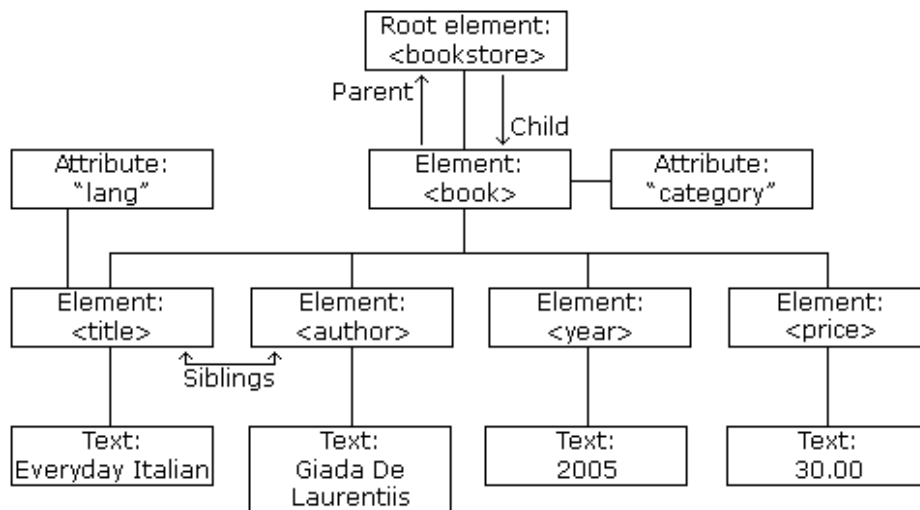 Root element:
<bookstore>
Parent
Child
Attribute:
“lang”
Element:
<book>
Attribute:
“category”
Element:
<title>
Element:
<author>
Element:
<year>
Element:
<price>
Siblings
Text:
Everyday Italian
Text:
Giada De
Laurentiis
Text:
2005
Text:
30.00